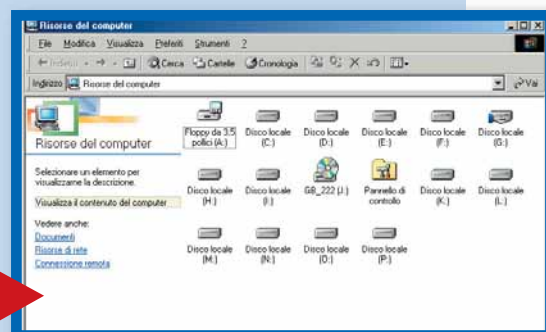 Risorse del computer
File Modifica Visualizza Preferiti Strumenti ?
Indietro Cerca Cartelle Cronologia
Indirizzo Risorse del computer Vai
Risorse del computer
Selezionare un elemento per
visualizzarne la descrizione.
Visualizza il contenuto del computer
Vedere anche:
Documenti
Risorse di rete
Connessione remota
Floppy da 3,5
pollici (A:)
Disco locale
(C:)
Disco locale
(D:)
Disco locale
(E:)
Disco locale
(F:)
Disco locale
(G:)
Disco locale
(H:)
Disco locale
(I:)
GB_222 (J:)
Pannello di
controllo
Disco locale
(K:)
Disco locale
(L:)
Disco locale
(M:)
Disco locale
(N:)
Disco locale
(O:)
Disco locale
(P:)